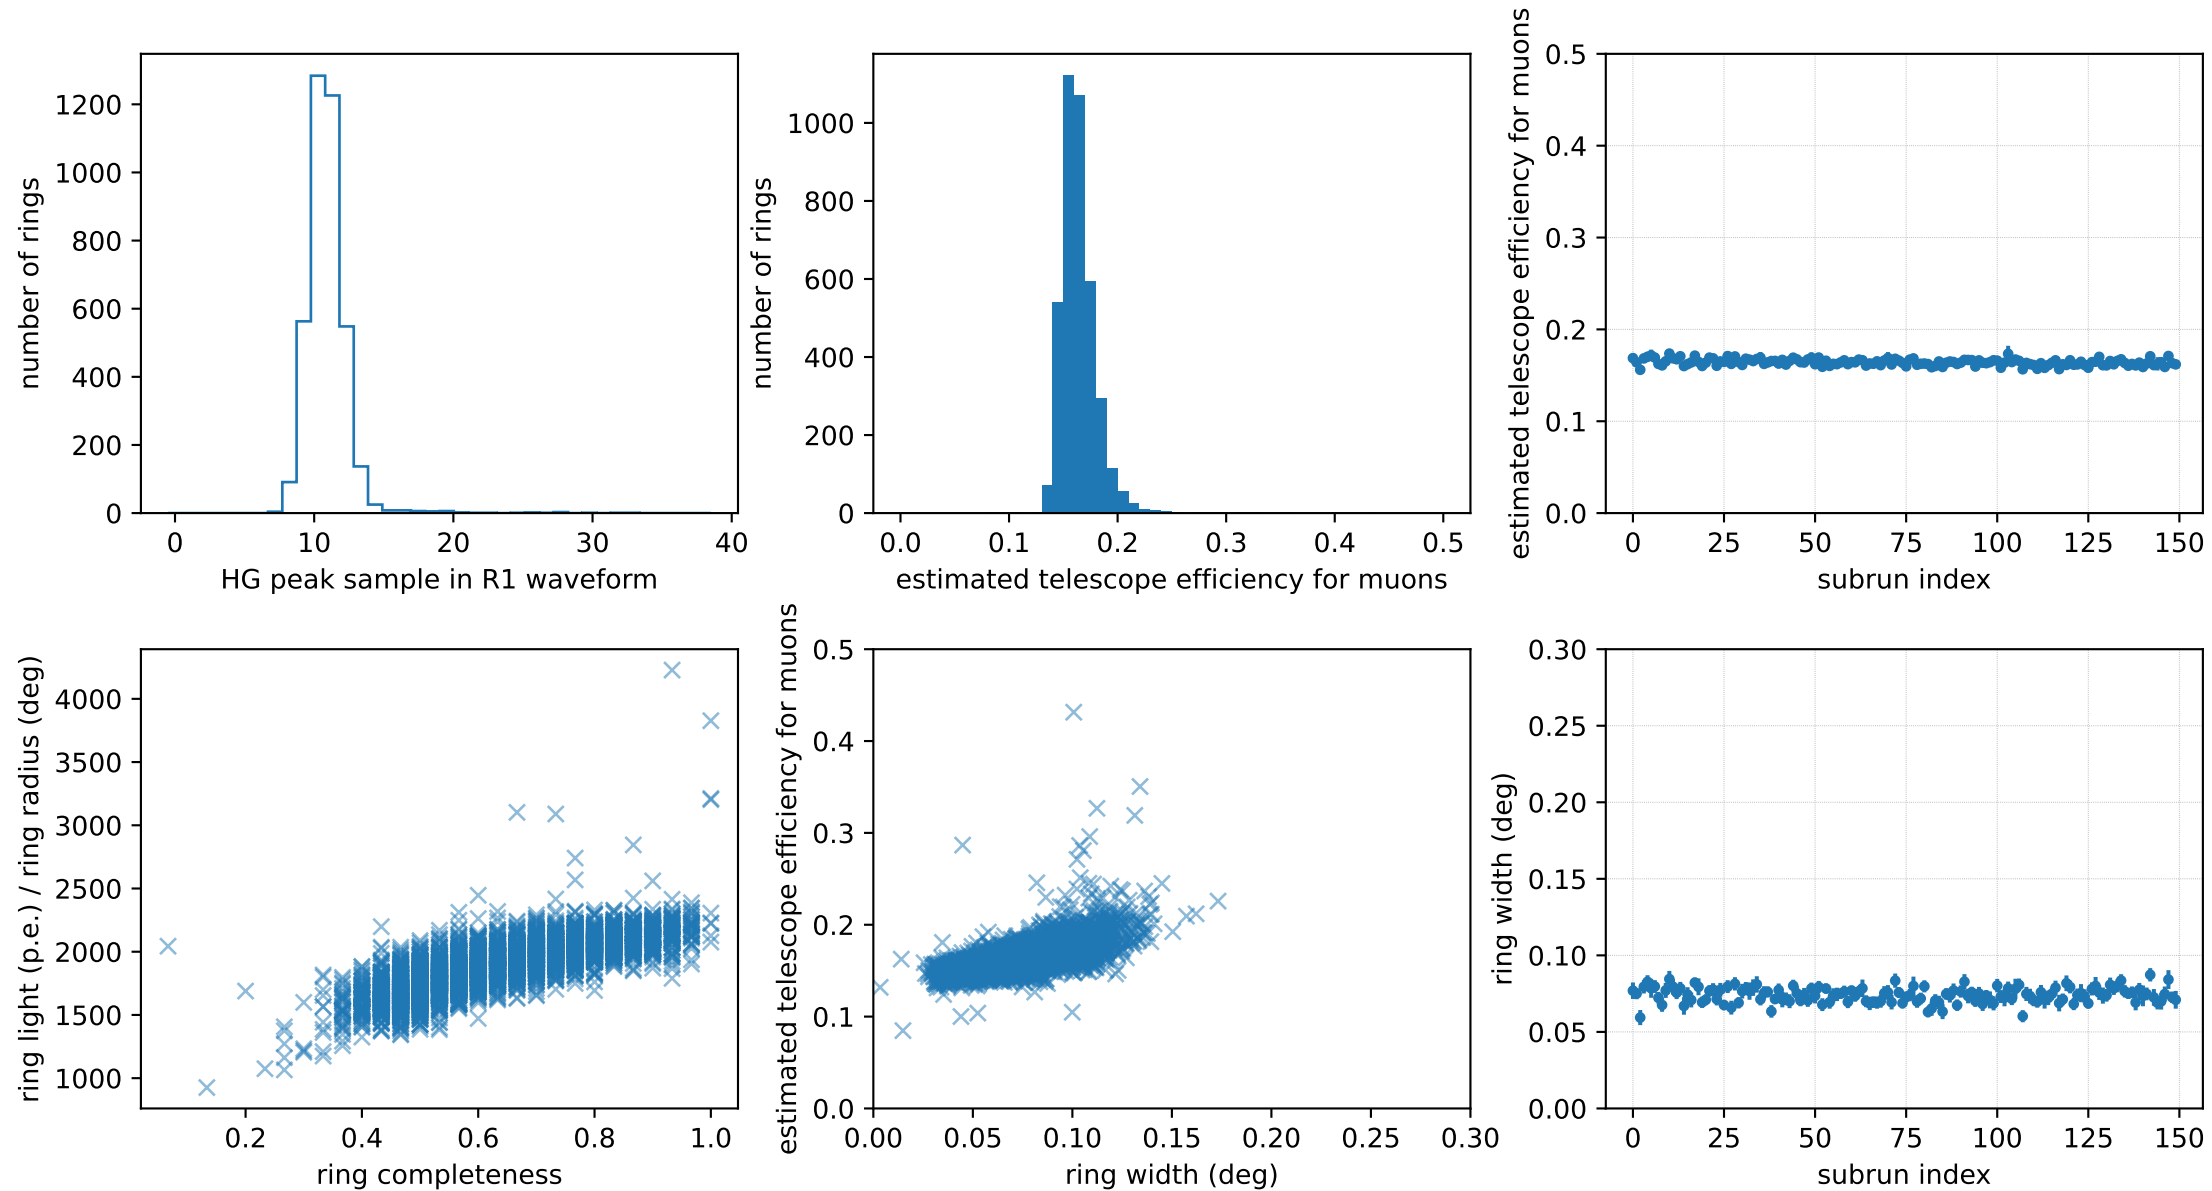 number of rings
1200
1000
800
600
400
200
0
0 10 20 30 40
HG peak sample in R1 waveform
number of rings
1000
800
600
400
200
0
0.0 0.1 0.2 0.3 0.4 0.5
estimated telescope efficiency for muons
estimated telescope efficiency for muons
0.5
0.4
0.3
0.2
0.1
0.0
0 25 50 75 100 125 150
subrun index
ring light (p.e.) / ring radius (deg)
4000
3500
3000
2500
2000
1500
1000
0.2 0.4 0.6 0.8 1.0
ring completeness
estimated telescope efficiency for muons
0.5
0.4
0.3
0.2
0.1
0.0
0.00 0.05 0.10 0.15 0.20 0.25 0.30
ring width (deg)
ring width (deg)
0.30
0.25
0.20
0.15
0.10
0.05
0.00
0 25 50 75 100 125 150
subrun index